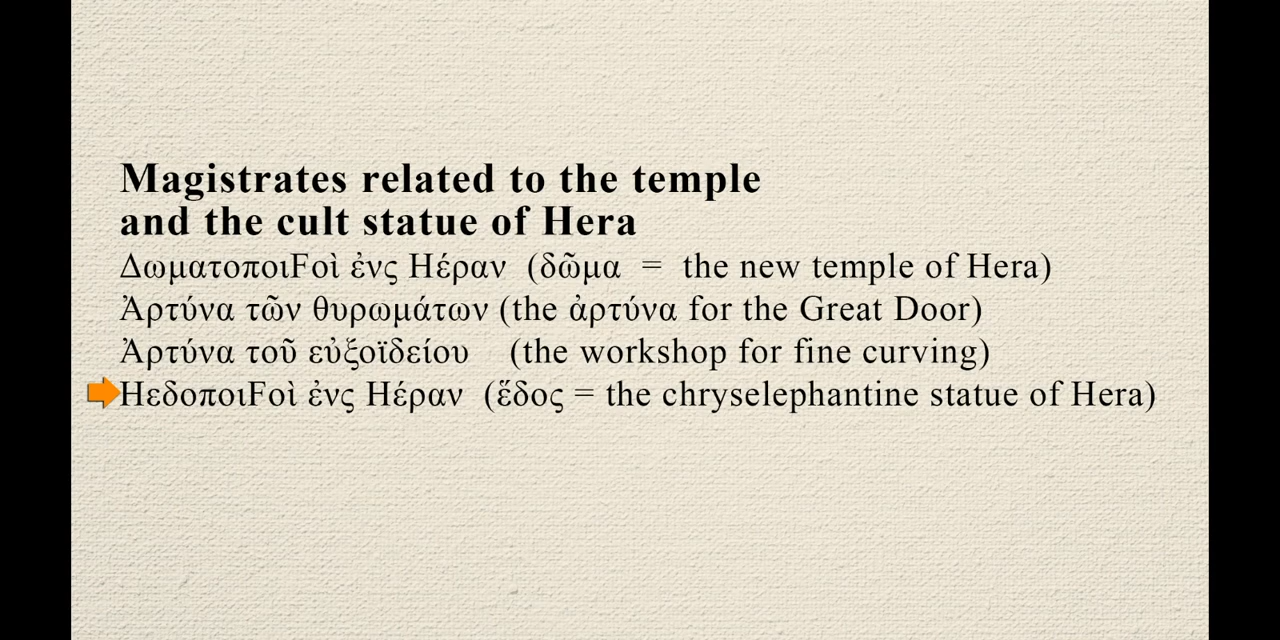 Magistrates related to the temple
and the cult statue of Hera
ΔωματοποιFοὶ ἐνς Ηέραν (δῶμα = the new temple of Hera)
Ἀρτύνα τῶν θυρωμάτων (the ἀρτύνα for the Great Door)
Ἀρτύνα τοῦ εὐξοϊδείου (the workshop for fine curving)
ΗεδοποιFοὶ ἐνς Ηέραν (ἕδος = the chryselephantine statue of Hera)